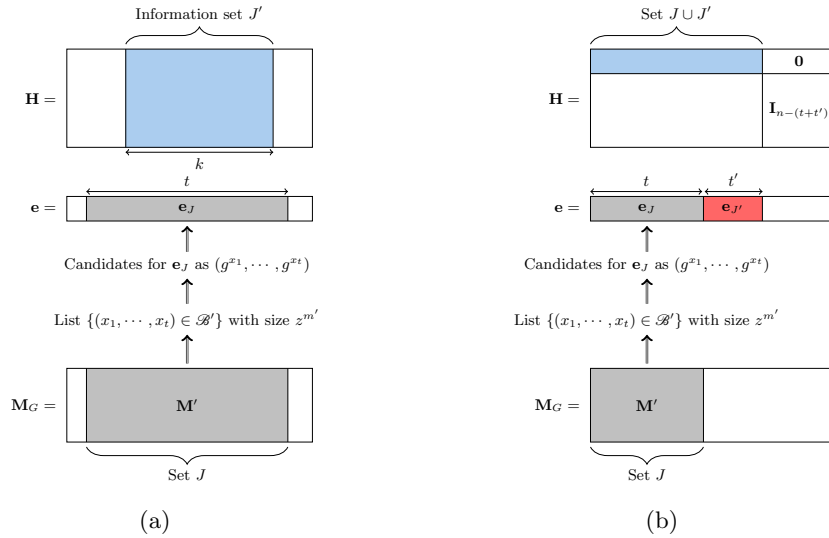 Information set J′
H =
k
t
e =
e_J
Candidates for e_J as (g^{x_1}, ⋯ , g^{x_t})
List {(x_1, ⋯ , x_t) ∈ ℬ′} with size z^{m′}
M_G =
M′
Set J
(a)
Set J ∪ J′
0
H =
I_{n−(t+t′)}
t t′
e =
e_J e_{J′}
Candidates for e_J as (g^{x_1}, ⋯ , g^{x_t})
List {(x_1, ⋯ , x_t) ∈ ℬ′} with size z^{m′}
M_G =
M′
Set J
(b)